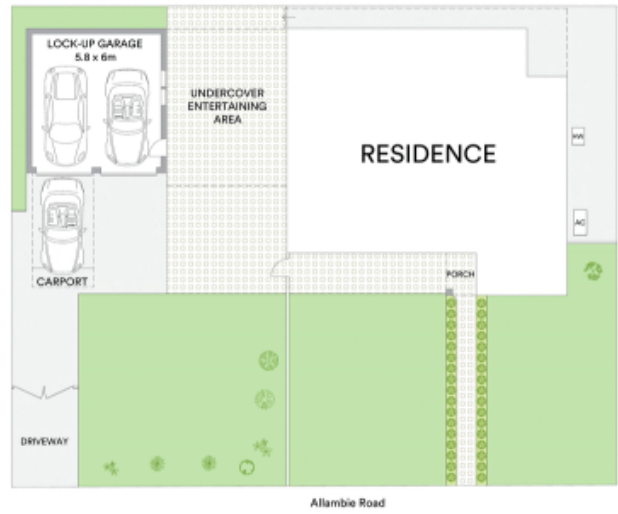 LOCK-UP GARAGE
5.8 x 6m
UNDERCOVER
ENTERTAINING
AREA
RESIDENCE
HW
AC
PORCH
CARPORT
DRIVEWAY
Allambie Road